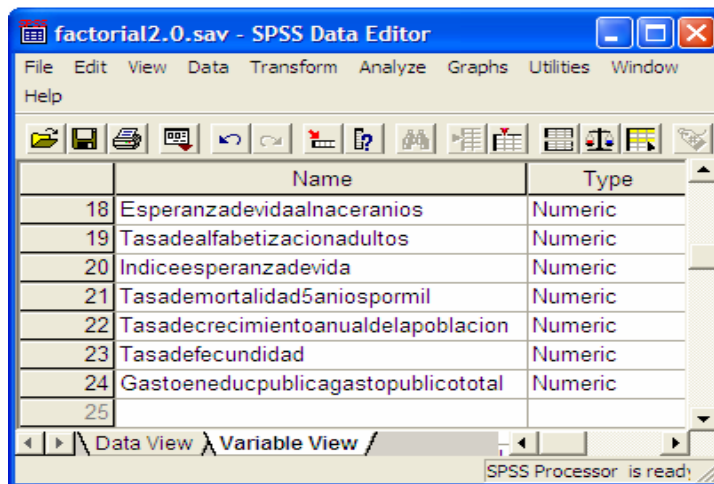 factorial2.0.sav - SPSS Data Editor
File Edit View Data Transform Analyze Graphs Utilities Window
Help
Name Type
18 Esperanzadevidaalnaceranios Numeric
19 Tasadealfabetizacionadultos Numeric
20 Indiceesperanzadevida Numeric
21 Tasademortalidad5aniospormil Numeric
22 Tasadecrecimientoanualdelapoblacion Numeric
23 Tasadefecundidad Numeric
24 Gastoeneducpublicagastopublicototal Numeric
25
Data View Variable View
SPSS Processor is ready